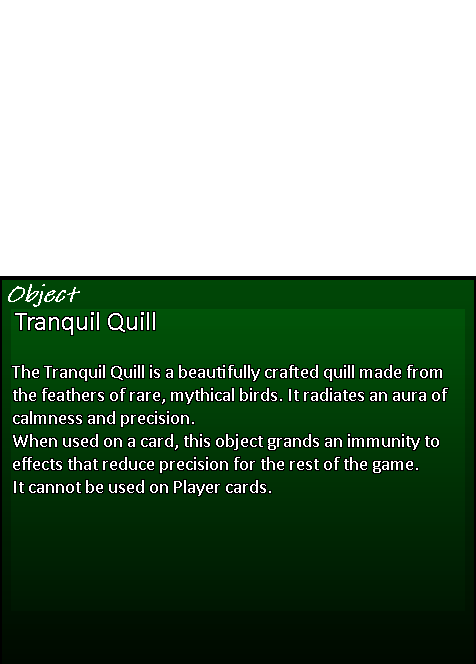 Object
Tranquil Quill
The Tranquil Quill is a beautifully crafted quill made from
the feathers of rare, mythical birds. It radiates an aura of
calmness and precision.
When used on a card, this object grands an immunity to
effects that reduce precision for the rest of the game.
It cannot be used on Player cards.